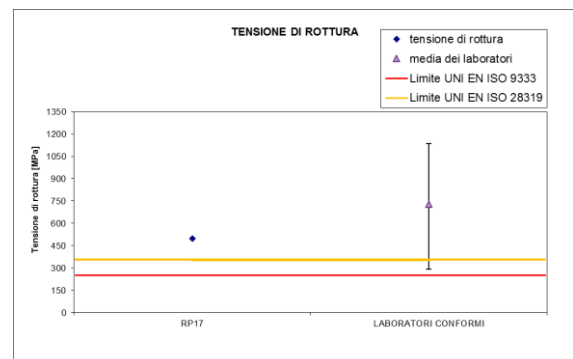 TENSIONE DI ROTTURA
tensione di rottura
media dei laboratori
Limite UNI EN ISO 9333
Limite UNI EN ISO 28319
Tensione di rottura [MPa]
1350
1200
1050
900
750
600
450
300
150
0
RP17
LABORATORI CONFORMI